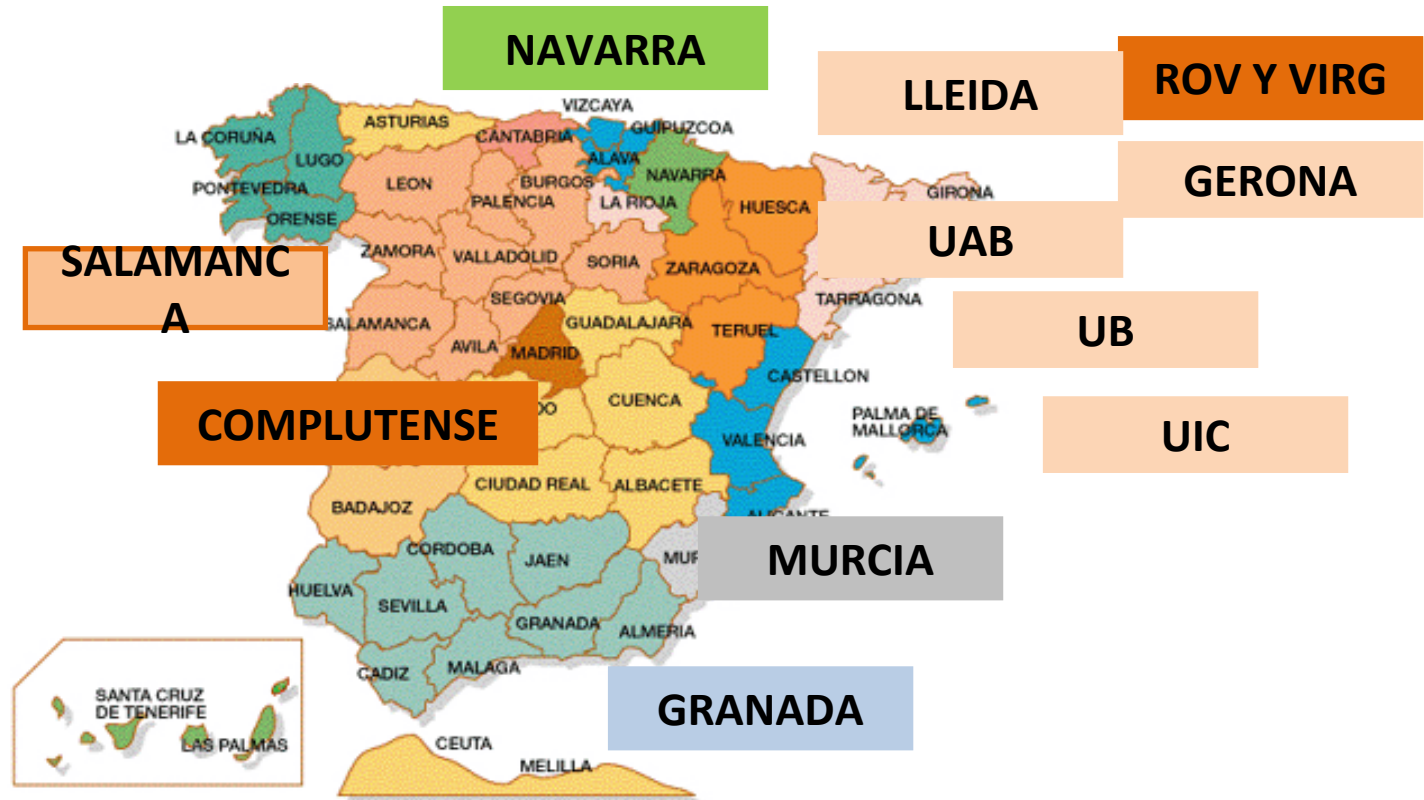 NAVARRA
LLEIDA
ROV Y VIRG
GERONA
UAB
UB
UIC
SALAMANC
A
COMPLUTENSE
MURCIA
GRANADA
VIZCAYA
GUIPUZCOA
ASTURIAS
CANTABRIA
LA CORUÑA
LUGO
ALAVA
NAVARRA
PONTEVEDRA
LEON
BURGOS
PALENCIA
LA RIOJA
HUESCA
GIRONA
ORENSE
ZAMORA
VALLADOLID
SORIA
ZARAGOZA
SEGOVIA
TARRAGONA
SALAMANCA
GUADALAJARA
TERUEL
AVILA
MADRID
CASTELLON
DO
CUENCA
PALMA DE
MALLORCA
VALENCIA
CIUDAD REAL
ALBACETE
BADAJOZ
ALICANTE
CORDOBA
JAEN
MUR
HUELVA
SEVILLA
GRANADA
ALMERIA
CADIZ
MALAGA
SANTA CRUZ
DE TENERIFE
LAS PALMAS
CEUTA
MELILLA